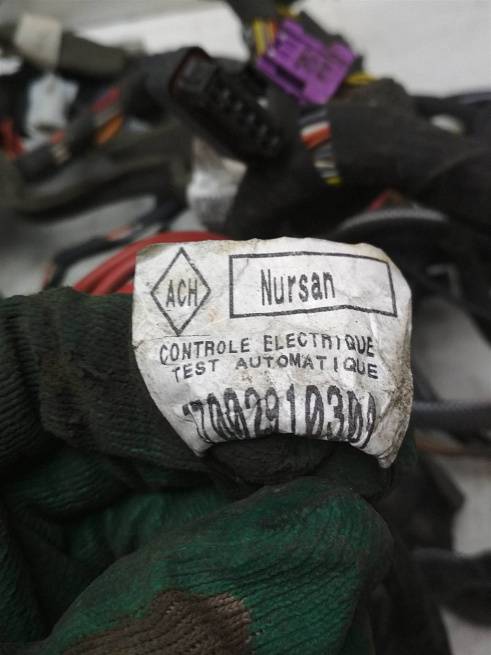 ACH Nursan
CONTROLE ELECTRIQUE
TEST AUTOMATIQUE